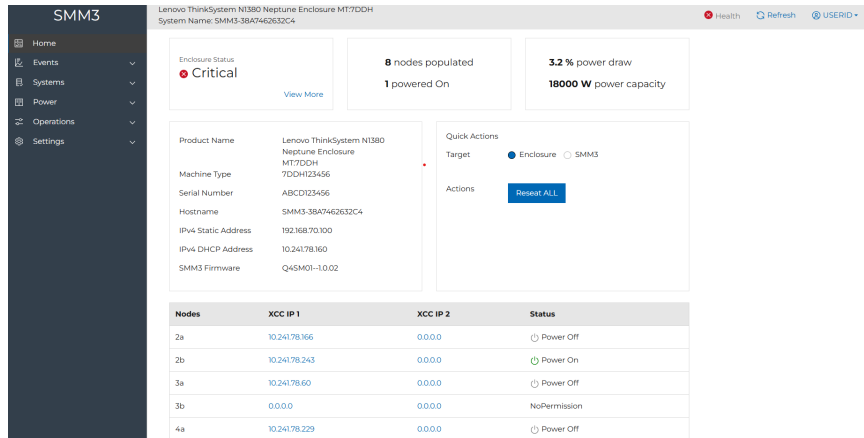 SMM3
Lenovo ThinkSystem N1380 Neptune Enclosure MT:7DDH
System Name: SMM3-38A7462632C4
Health
Refresh
USERID
Home
Events
Systems
Power
Operations
Settings
Enclosure Status
Critical
View More
8 nodes populated
1 powered On
3.2 % power draw
18000 W power capacity
Product Name
Lenovo ThinkSystem N1380
Neptune Enclosure
MT:7DDH
Machine Type
7DDH123456
Serial Number
ABCD123456
Hostname
SMM3-38A7462632C4
IPv4 Static Address
192.168.70.100
IPv4 DHCP Address
10.241.78.160
SMM3 Firmware
Q4SM01--1.0.02
Quick Actions
Target
Enclosure
SMM3
Actions
Reseat ALL
Nodes XCC IP 1 XCC IP 2 Status
2a 10.241.78.166 0.0.0.0 Power Off
2b 10.241.78.243 0.0.0.0 Power On
3a 10.241.78.60 0.0.0.0 Power Off
3b 0.0.0.0 0.0.0.0 NoPermission
4a 10.241.78.229 0.0.0.0 Power Off